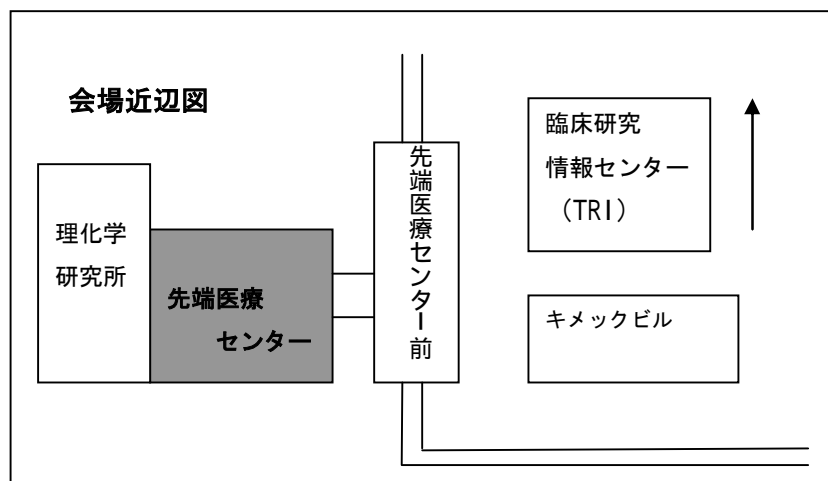 会場近辺図
理化学
研究所
先端医療
センター
先端医療センター前
臨床研究
情報センター
（TRI）
キメックビル